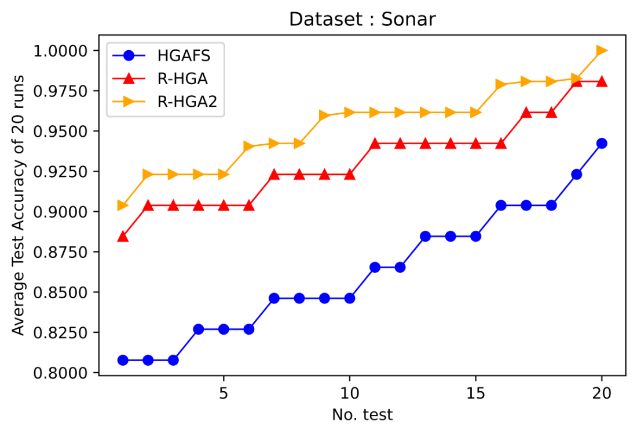 Dataset : Sonar
HGAFS
R-HGA
R-HGA2
Average Test Accuracy of 20 runs
1.0000
0.9750
0.9500
0.9250
0.9000
0.8750
0.8500
0.8250
0.8000
5
10
15
20
No. test